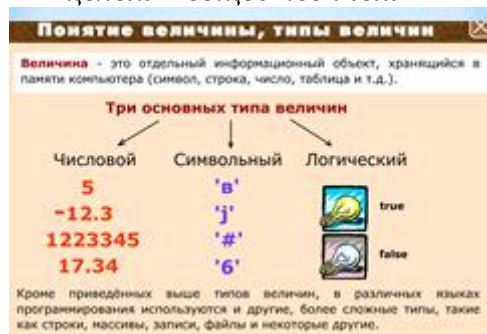 Понятие величины, типы величин
Величина - это отдельный информационный объект, хранящийся в
памяти компьютера (символ, строка, число, таблица и т.д.).
Три основных типа величин
Числовой Символьный Логический
5 'в' true
-12.3 'j'
1223345 '#' false
17.34 '6'
Кроме приведённых выше типов величин, в различных языках
программирования используются и другие, более сложные типы, такие
как строки, массивы, записи, файлы и некоторые другие.